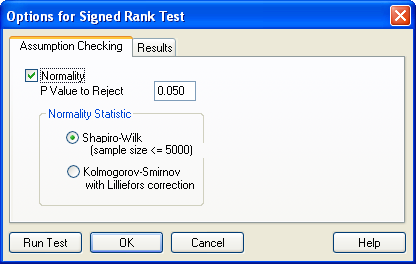 Options for Signed Rank Test
Assumption Checking
Results
Normality
P Value to Reject
0.050
Normality Statistic
Shapiro-Wilk
(sample size <= 5000)
Kolmogorov-Smirnov
with Lilliefors correction
Run Test
OK
Cancel
Help